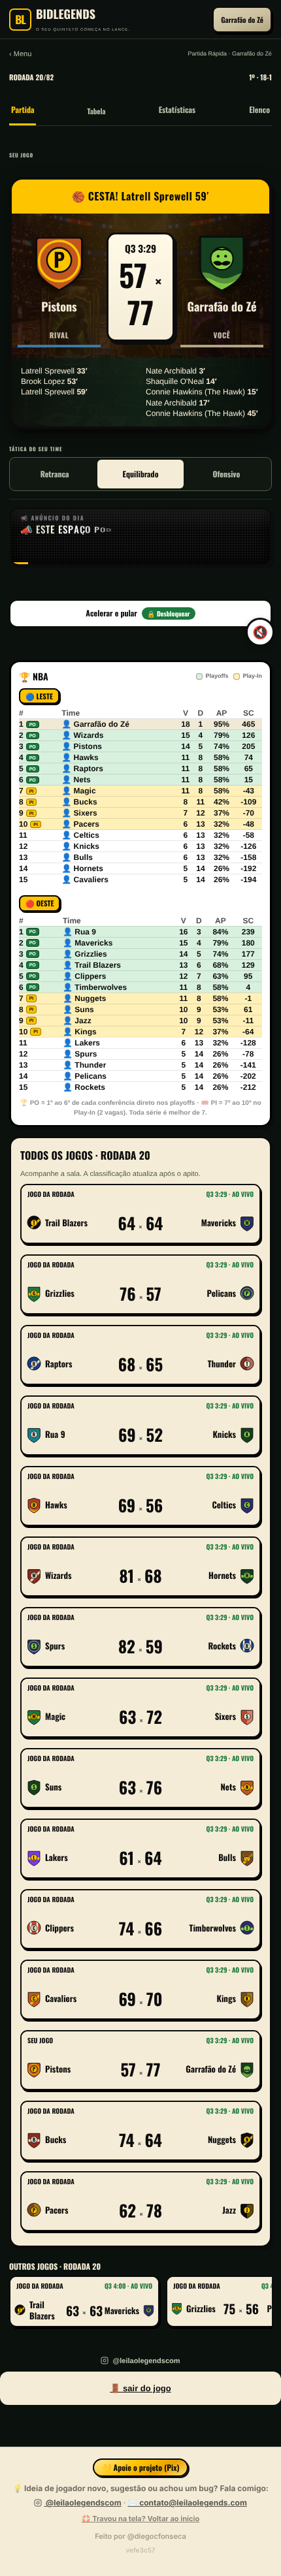 BL
BIDLEGENDS
O SEU QUINTETO COMEÇA NO LANCE.
Garrafão do Zé
‹ Menu
Partida Rápida · Garrafão do Zé
RODADA 20/82
1º · 18-1
Partida
Tabela
Estatísticas
Elenco
SEU JOGO
🏀 CESTA! Latrell Sprewell 59'
Q3 3:29
57 ×
77
Pistons
RIVAL
Garrafão do Zé
VOCÊ
Latrell Sprewell 33'
Brook Lopez 53'
Latrell Sprewell 59'
Nate Archibald 3'
Shaquille O'Neal 14'
Connie Hawkins (The Hawk) 15'
Nate Archibald 17'
Connie Hawkins (The Hawk) 45'
TÁTICA DO SEU TIME
Retranca
Equilibrado
Ofensivo
📢 ANÚNCIO DO DIA
📣 ESTE ESPAÇO POD
Acelerar e pular 🔒 Desbloquear
🏆 NBA
Playoffs Play-In
🔵 LESTE
# Time V D AP SC
1 PO 👤 Garrafão do Zé 18 1 95% 465
2 PO 👤 Wizards 15 4 79% 126
3 PO 👤 Pistons 14 5 74% 205
4 PO 👤 Hawks 11 8 58% 74
5 PO 👤 Raptors 11 8 58% 65
6 PO 👤 Nets 11 8 58% 15
7 PI 👤 Magic 11 8 58% -43
8 PI 👤 Bucks 8 11 42% -109
9 PI 👤 Sixers 7 12 37% -70
10 PI 👤 Pacers 6 13 32% -48
11 👤 Celtics 6 13 32% -58
12 👤 Knicks 6 13 32% -126
13 👤 Bulls 6 13 32% -158
14 👤 Hornets 5 14 26% -192
15 👤 Cavaliers 5 14 26% -194
🔴 OESTE
# Time V D AP SC
1 PO 👤 Rua 9 16 3 84% 239
2 PO 👤 Mavericks 15 4 79% 180
3 PO 👤 Grizzlies 14 5 74% 177
4 PO 👤 Trail Blazers 13 6 68% 129
5 PO 👤 Clippers 12 7 63% 95
6 PO 👤 Timberwolves 11 8 58% 4
7 PI 👤 Nuggets 11 8 58% -1
8 PI 👤 Suns 10 9 53% 61
9 PI 👤 Jazz 10 9 53% -11
10 PI 👤 Kings 7 12 37% -64
11 👤 Lakers 6 13 32% -128
12 👤 Spurs 5 14 26% -78
13 👤 Thunder 5 14 26% -141
14 👤 Pelicans 5 14 26% -202
15 👤 Rockets 5 14 26% -212
🏆 PO = 1º ao 6º de cada conferência direto nos playoffs · 🎟️ PI = 7º ao 10º no
Play-In (2 vagas). Toda série é melhor de 7.
TODOS OS JOGOS · RODADA 20
Acompanhe a sala. A classificação atualiza após o apito.
JOGO DA RODADA Q3 3:29 · AO VIVO
Trail Blazers 64 × 64 Mavericks
JOGO DA RODADA Q3 3:29 · AO VIVO
Grizzlies 76 × 57 Pelicans
JOGO DA RODADA Q3 3:29 · AO VIVO
Raptors 68 × 65 Thunder
JOGO DA RODADA Q3 3:29 · AO VIVO
Rua 9 69 × 52 Knicks
JOGO DA RODADA Q3 3:29 · AO VIVO
Hawks 69 × 56 Celtics
JOGO DA RODADA Q3 3:29 · AO VIVO
Wizards 81 × 68 Hornets
JOGO DA RODADA Q3 3:29 · AO VIVO
Spurs 82 × 59 Rockets
JOGO DA RODADA Q3 3:29 · AO VIVO
Magic 63 × 72 Sixers
JOGO DA RODADA Q3 3:29 · AO VIVO
Suns 63 × 76 Nets
JOGO DA RODADA Q3 3:29 · AO VIVO
Lakers 61 × 64 Bulls
JOGO DA RODADA Q3 3:29 · AO VIVO
Clippers 74 × 66 Timberwolves
JOGO DA RODADA Q3 3:29 · AO VIVO
Cavaliers 69 × 70 Kings
SEU JOGO Q3 3:29 · AO VIVO
Pistons 57 × 77 Garrafão do Zé
JOGO DA RODADA Q3 3:29 · AO VIVO
Bucks 74 × 64 Nuggets
JOGO DA RODADA Q3 3:29 · AO VIVO
Pacers 62 × 78 Jazz
OUTROS JOGOS · RODADA 20
JOGO DA RODADA Q3 4:00 · AO VIVO
Trail
Blazers 63 × 63 Mavericks
JOGO DA RODADA Q3 4
Grizzlies 75 × 56 P
@leilaolegendscom
🚪 sair do jogo
💛 Apoie o projeto (Pix)
💡 Ideia de jogador novo, sugestão ou achou um bug? Fala comigo:
@leilaolegendscom · ✉️ contato@leilaolegends.com
🛟 Travou na tela? Voltar ao início
Feito por @diegocfonseca